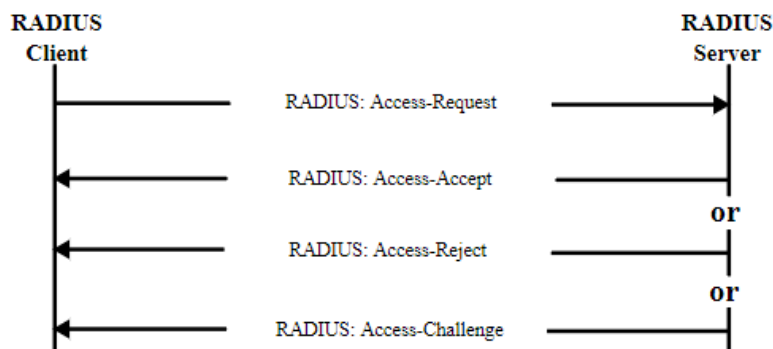 RADIUS
Client
RADIUS
Server
RADIUS: Access-Request
RADIUS: Access-Accept
or
RADIUS: Access-Reject
or
RADIUS: Access-Challenge